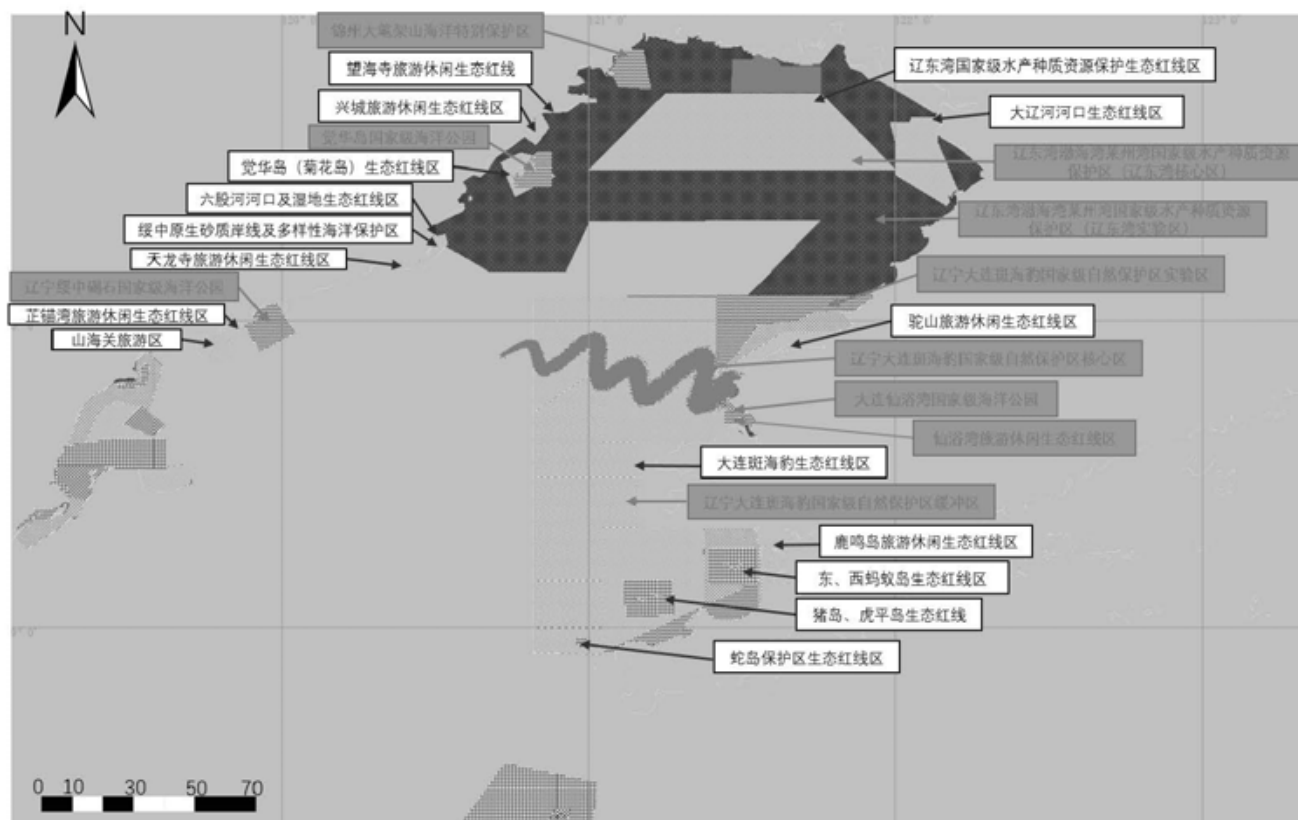 N
120° 0'
121° 0'
122° 0'
123° 0'
锦州大笔架山海洋特别保护区
望海寺旅游休闲生态红线
兴城旅游休闲生态红线区
觉华岛国家级海洋公园
觉华岛（菊花岛）生态红线区
六股河河口及湿地生态红线区
绥中原生砂质岸线及多样性海洋保护区
天龙寺旅游休闲生态红线区
辽宁绥中碣石国家级海洋公园
芷锚湾旅游休闲生态红线区
山海关旅游区
辽东湾国家级水产种质资源保护生态红线区
大辽河河口生态红线区
辽东湾渤海湾莱州湾国家级水产种质资源
保护区（辽东湾核心区）
辽东湾渤海湾莱州湾国家级水产种质资源
保护区（辽东湾实验区）
辽宁大连斑海豹国家级自然保护区实验区
驼山旅游休闲生态红线区
辽宁大连斑海豹国家级自然保护区核心区
大连仙浴湾国家级海洋公园
仙浴湾旅游休闲生态红线区
大连斑海豹生态红线区
辽宁大连斑海豹国家级自然保护区缓冲区
鹿鸣岛旅游休闲生态红线区
东、西蚂蚁岛生态红线区
猪岛、虎平岛生态红线
蛇岛保护区生态红线区
0 10 30 50 70